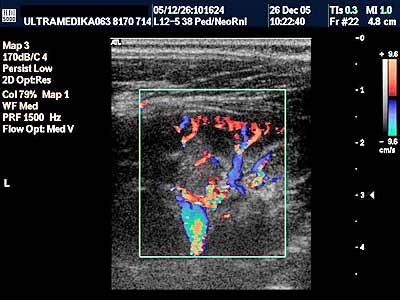 ULTRAMEDIKA063 8170 714
05/12/26:101624
L12-5 38 Ped/NeoRnl
26 Dec 05
10:22:40
TIs 0.3 MI 1.0
Fr #22 4.8 cm
Map 3
170dB/C 4
Persist Low
2D OptRes
Col 79% Map 1
WF Med
PRF 1500 Hz
Flow Opt: Med V
L
0
1
2
3
4
+ 9.6
- 9.6
cm/s